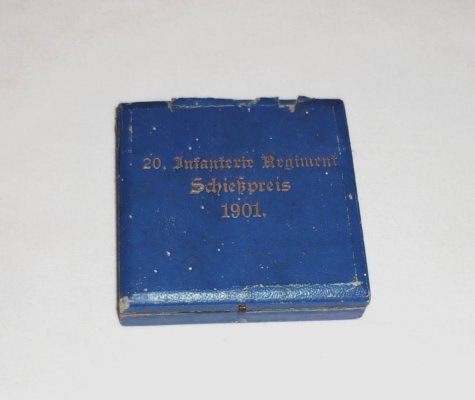 20. Infanterie Regiment
Schießpreis
1901.